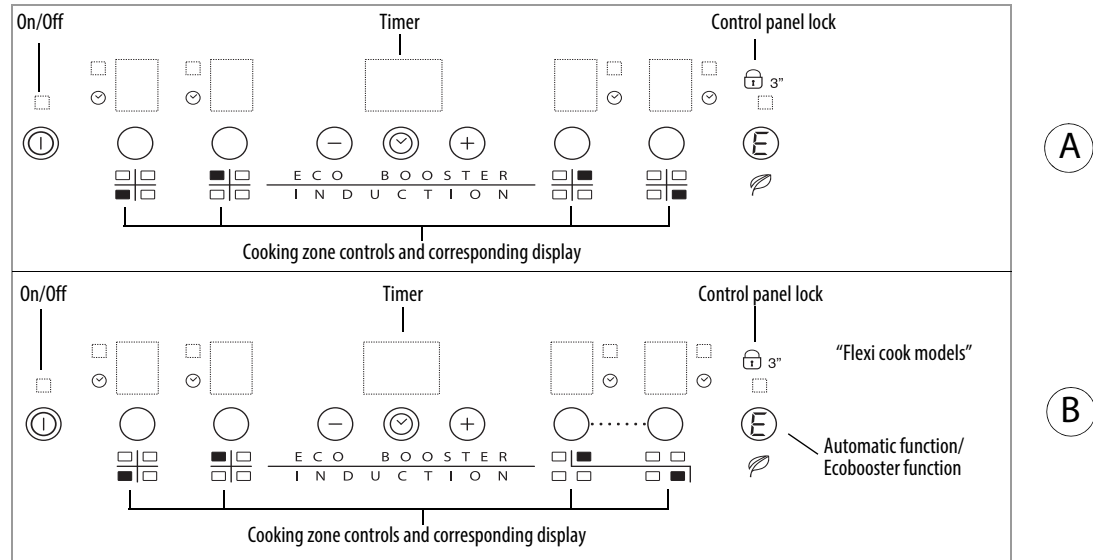 On/Off Timer Control panel lock
3”
− +
E
ECO BOOSTER
INDUCTION
Cooking zone controls and corresponding display
A
On/Off Timer Control panel lock
3” “Flexi cook models”
− +
E
Automatic function/
Ecobooster function
ECO BOOSTER
INDUCTION
Cooking zone controls and corresponding display
B